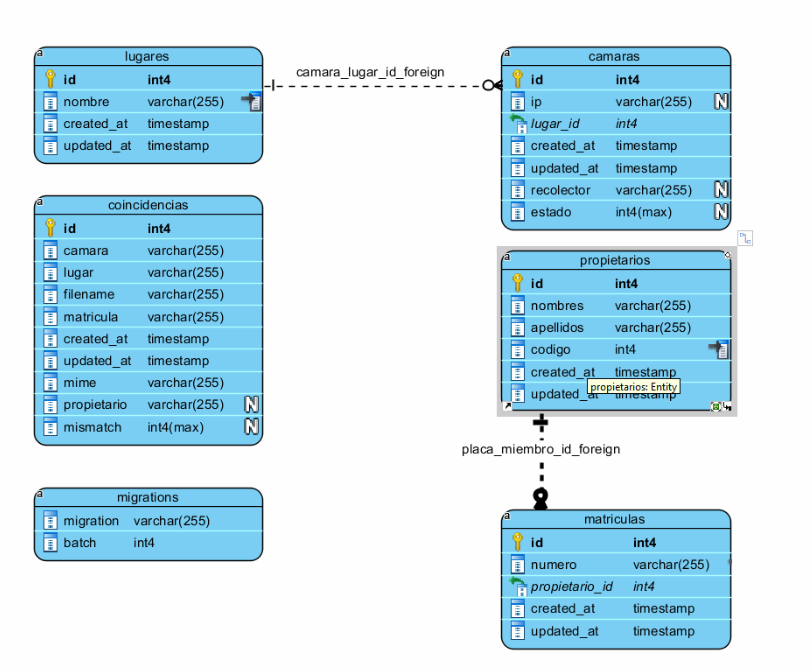 lugares
id int4
nombre varchar(255)
created_at timestamp
updated_at timestamp
camara_lugar_id_foreign
camaras
id int4
ip varchar(255) N
lugar_id int4
created_at timestamp
updated_at timestamp
recolector varchar(255) N
estado int4(max) N
coincidencias
id int4
camara varchar(255)
lugar varchar(255)
filename varchar(255)
matricula varchar(255)
created_at timestamp
updated_at timestamp
mime varchar(255)
propietario varchar(255) N
mismatch int4(max) N
propietarios
id int4
nombres varchar(255)
apellidos varchar(255)
codigo int4
created_at timestamp
propietarios: Entity
updated_at timestamp
placa_miembro_id_foreign
migrations
migration varchar(255)
batch int4
matriculas
id int4
numero varchar(255)
propietario_id int4
created_at timestamp
updated_at timestamp